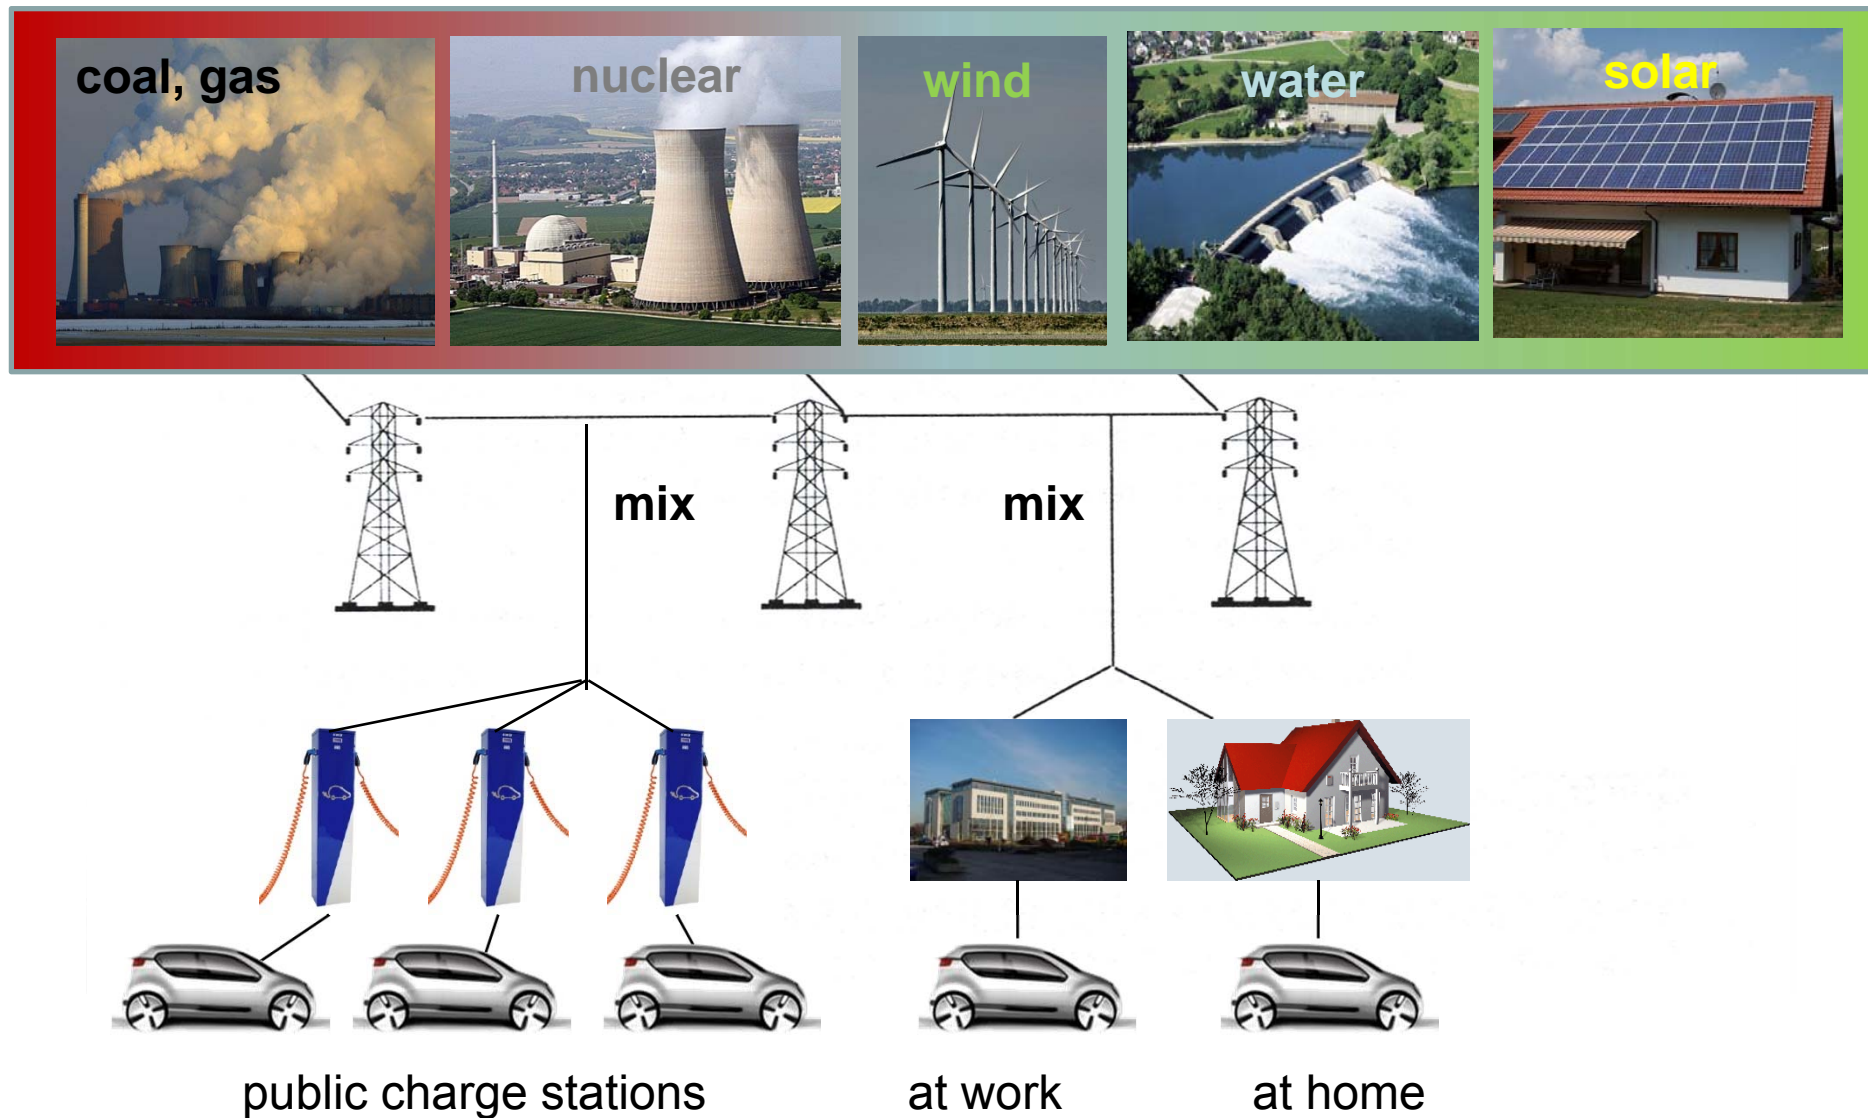 coal, gas
nuclear
wind
water
solar
mix
mix
public charge stations
at work
at home